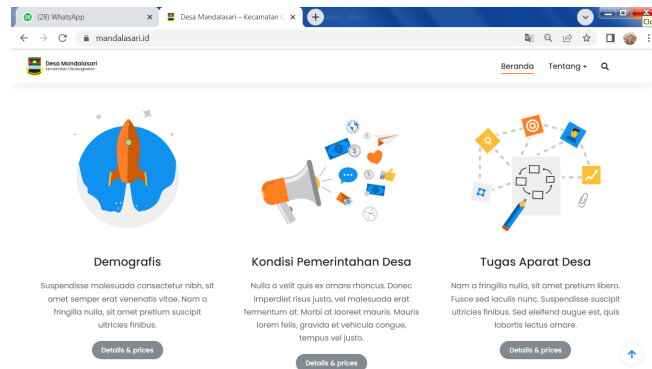 (28) WhatsApp
Desa Mandalasari – Kecamatan C
Clo
mandalasari.id
Desa Mandalasari
Kecamatan Cikalongwetan
Beranda Tentang + 
Demografis
Suspendisse malesuada consectetur nibh, sit
amet semper erat venenatis vitae. Nam a
fringilla nulla, sit amet pretium suscipit
ultricies finibus.
Details & prices
Kondisi Pemerintahan Desa
Nulla a velit quis ex ornare rhoncus. Donec
imperdiet risus justo, vel malesuada erat
fermentum at. Morbi at laoreet mauris. Mauris
lorem felis, gravida et vehicula congue,
tempus vel justo.
Details & prices
Tugas Aparat Desa
Nam a fringilla nulla, sit amet pretium libero.
Fusce sed iaculis nunc. Suspendisse suscipit
ultricies finibus. Sed eleifend augue est, quis
lobortis lectus ornare.
Details & prices